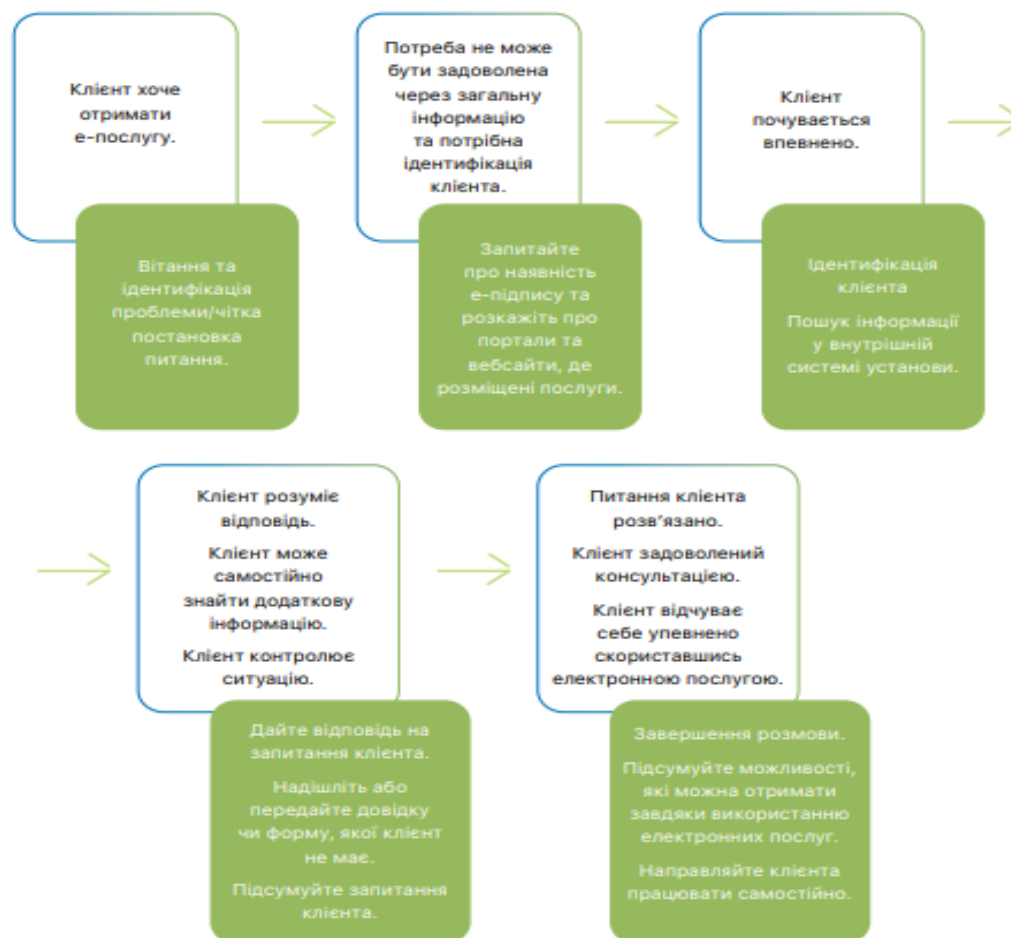 Клієнт хоче
отримати
е-послугу.
Вітання та
ідентифікація
проблеми/чітка
постановка
питання.
Потреба не може
бути задоволена
через загальну
інформацію
та потрібна
ідентифікація
клієнта.
Запитайте
про наявність
е-підпису та
розкажіть про
портали та
вебсайти, де
розміщені послуги.
Клієнт
почувається
впевнено.
Ідентифікація
клієнта
Пошук інформації
у внутрішній
системі установи.
Клієнт розуміє
відповідь.
Клієнт може
самостійно
знайти додаткову
інформацію.
Клієнт контролює
ситуацію.
Дайте відповідь на
запитання клієнта.
Надішліть або
передайте довідку
чи форму, якої клієнт
не має.
Підсумуйте запитання
клієнта.
Питання клієнта
розв'язано.
Клієнт задоволений
консультацією.
Клієнт відчуває
себе упевнено
скориставшись
електронною послугою.
Завершення розмови.
Підсумуйте можливості,
які можна отримати
завдяки використанню
електронних послуг.
Направляйте клієнта
працювати самостійно.